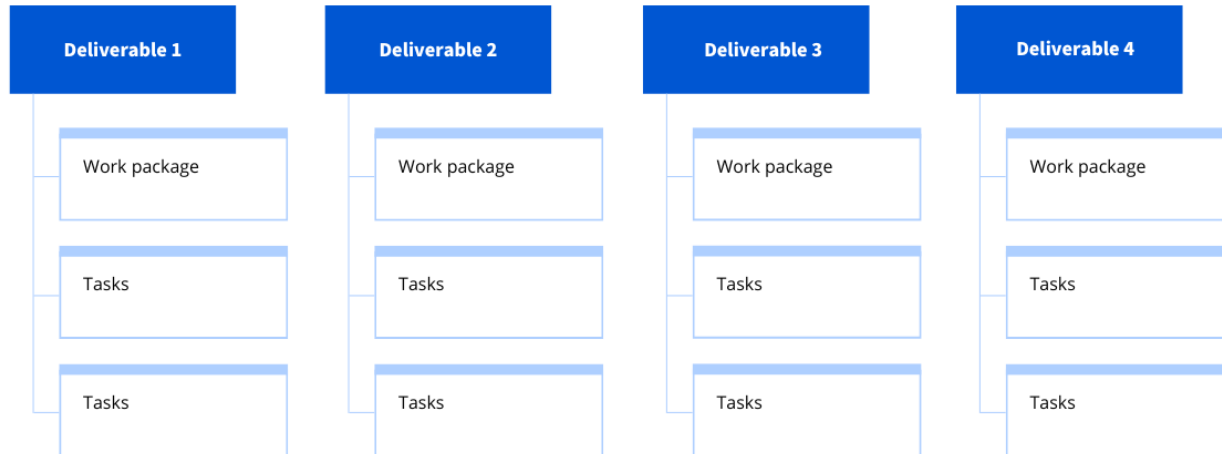 Deliverable 1
Deliverable 2
Deliverable 3
Deliverable 4
Work package
Work package
Work package
Work package
Tasks
Tasks
Tasks
Tasks
Tasks
Tasks
Tasks
Tasks